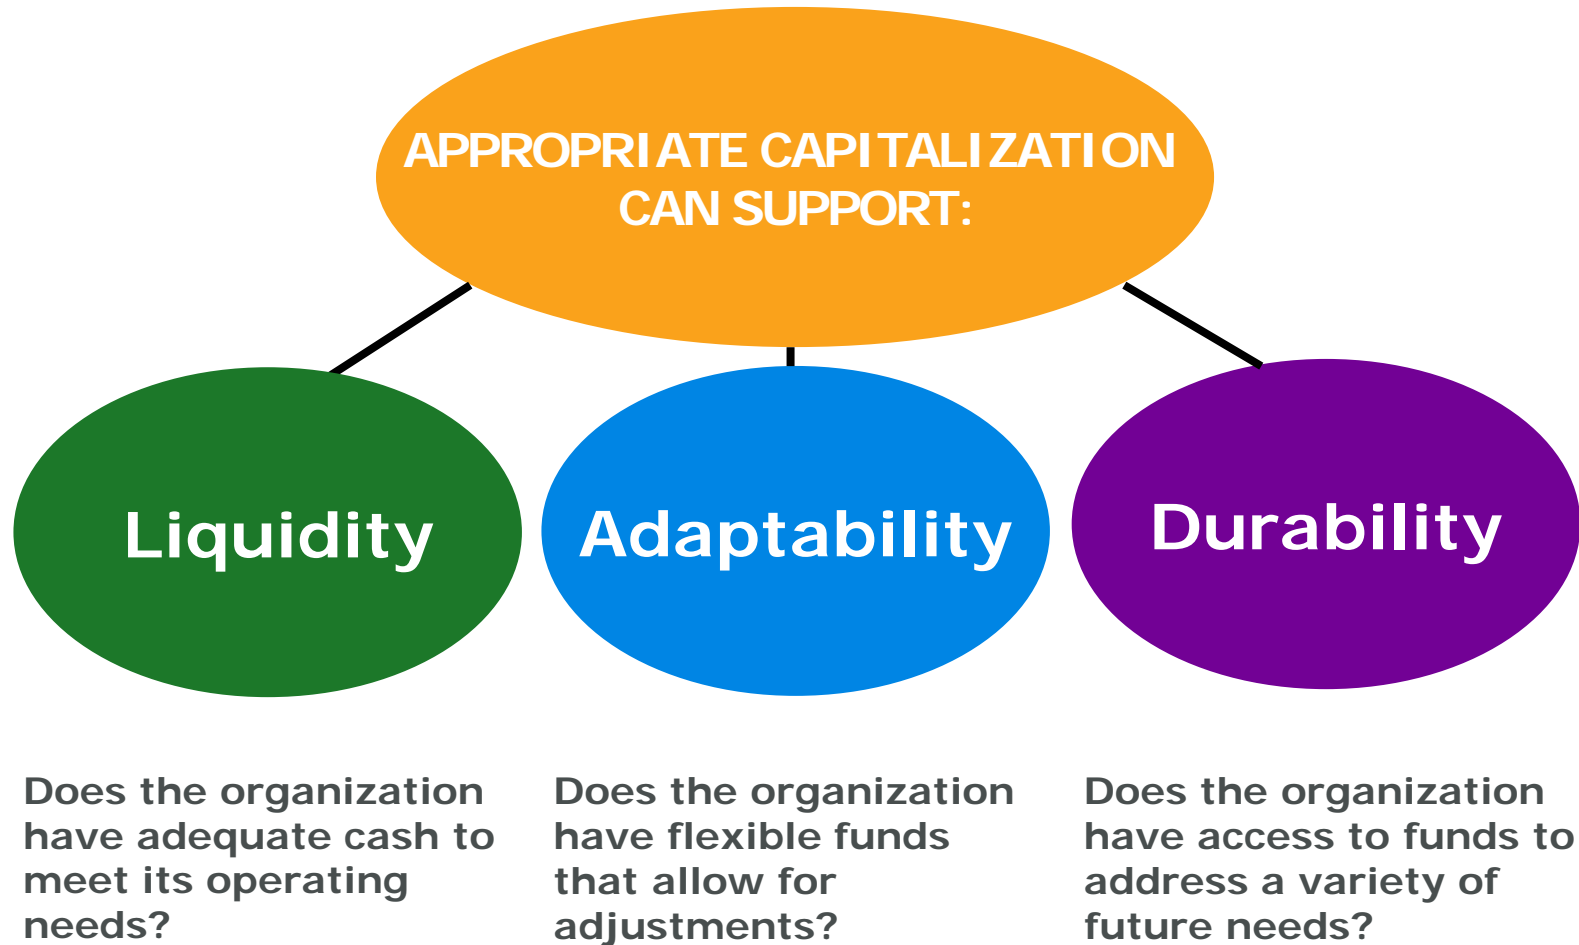 APPROPRIATE CAPITALIZATION
CAN SUPPORT:
Liquidity
Adaptability
Durability
Does the organization
have adequate cash to
meet its operating
needs?
Does the organization
have flexible funds
that allow for
adjustments?
Does the organization
have access to funds to
address a variety of
future needs?